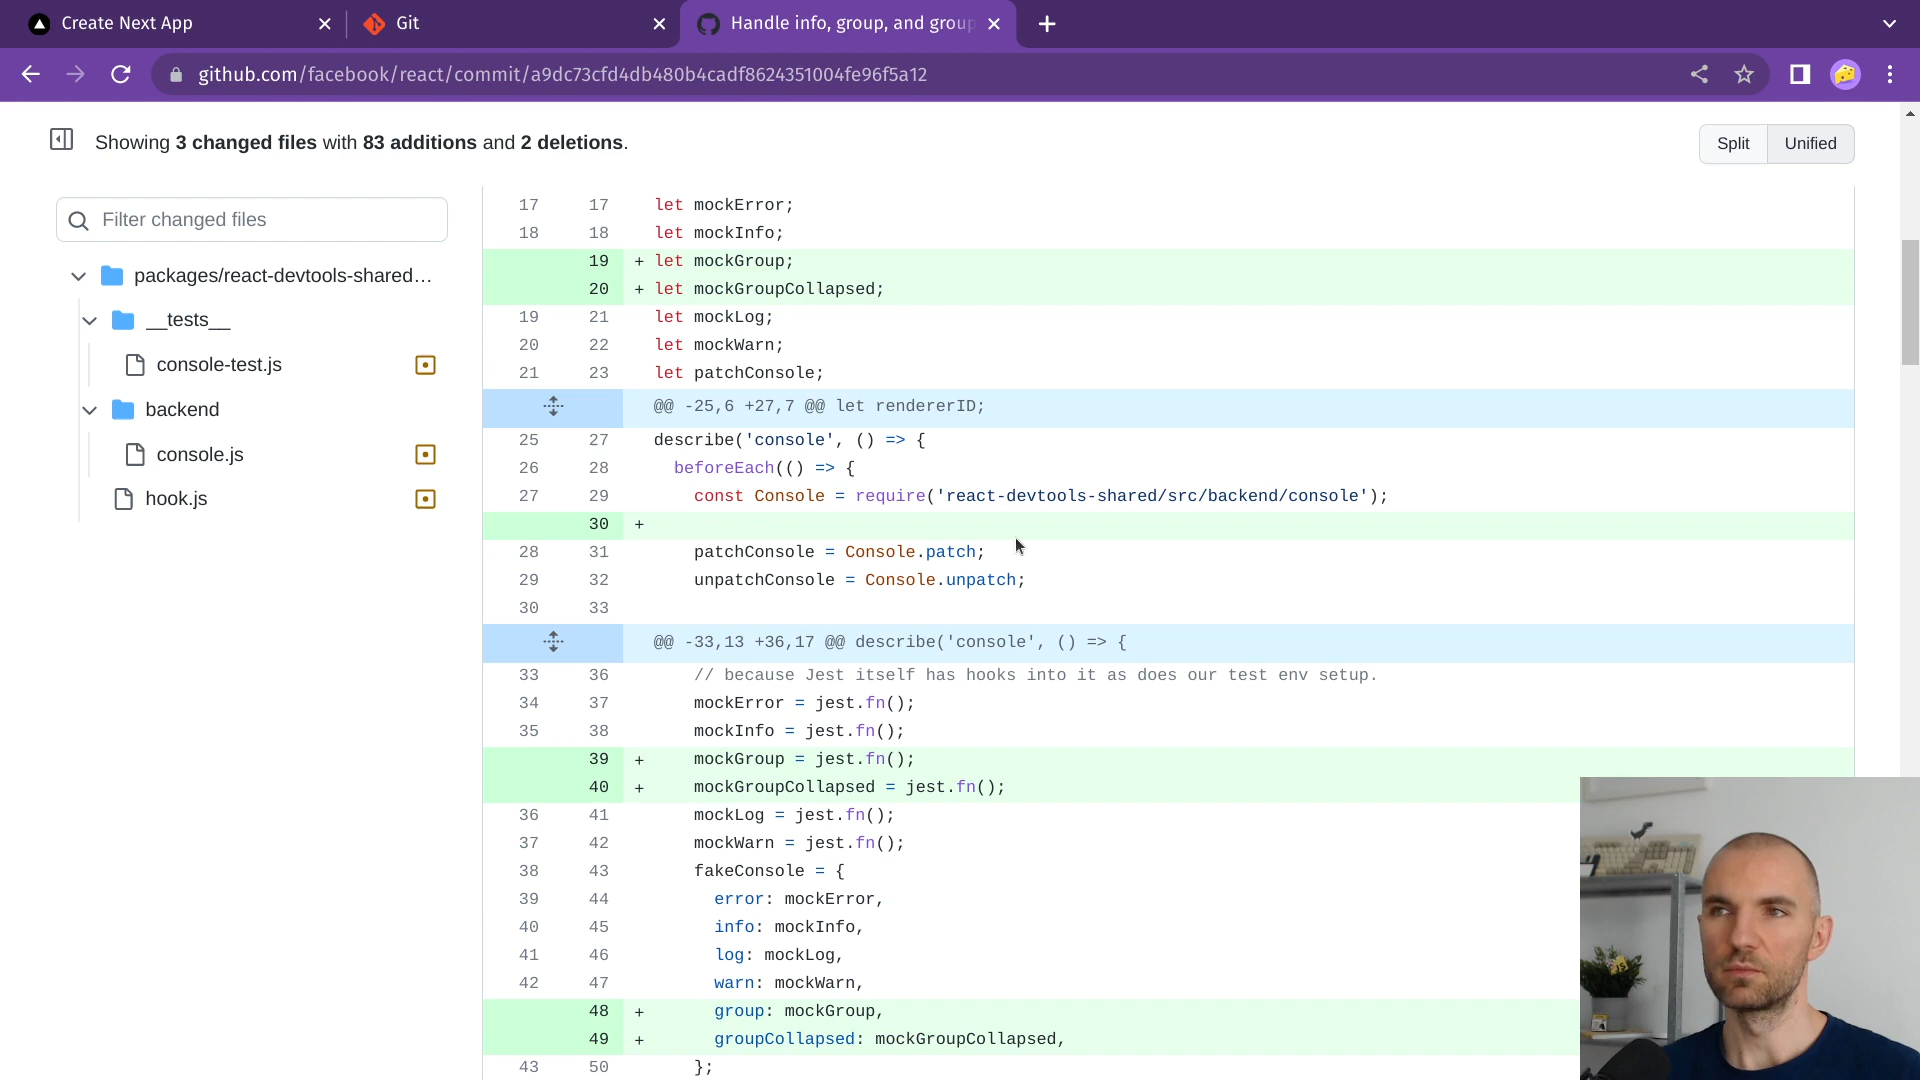 Create Next App
Git
Handle info, group, and group
github.com/facebook/react/commit/a9dc73cfd4db480b4cadf8624351004fe96f5a12
Showing 3 changed files with 83 additions and 2 deletions.
Split
Unified
Filter changed files
packages/react-devtools-shared...
__tests__
console-test.js
backend
console.js
hook.js
17 17 let mockError;
18 18 let mockInfo;
19 + let mockGroup;
20 + let mockGroupCollapsed;
19 21 let mockLog;
20 22 let mockWarn;
21 23 let patchConsole;
@@ -25,6 +27,7 @@ let rendererID;
25 27 describe('console', () => {
26 28 beforeEach(() => {
27 29 const Console = require('react-devtools-shared/src/backend/console');
30 +
28 31 patchConsole = Console.patch;
29 32 unpatchConsole = Console.unpatch;
30 33
@@ -33,13 +36,17 @@ describe('console', () => {
33 36 // because Jest itself has hooks into it as does our test env setup.
34 37 mockError = jest.fn();
35 38 mockInfo = jest.fn();
39 + mockGroup = jest.fn();
40 + mockGroupCollapsed = jest.fn();
36 41 mockLog = jest.fn();
37 42 mockWarn = jest.fn();
38 43 fakeConsole = {
39 44 error: mockError,
40 45 info: mockInfo,
41 46 log: mockLog,
42 47 warn: mockWarn,
48 + group: mockGroup,
49 + groupCollapsed: mockGroupCollapsed,
43 50 };